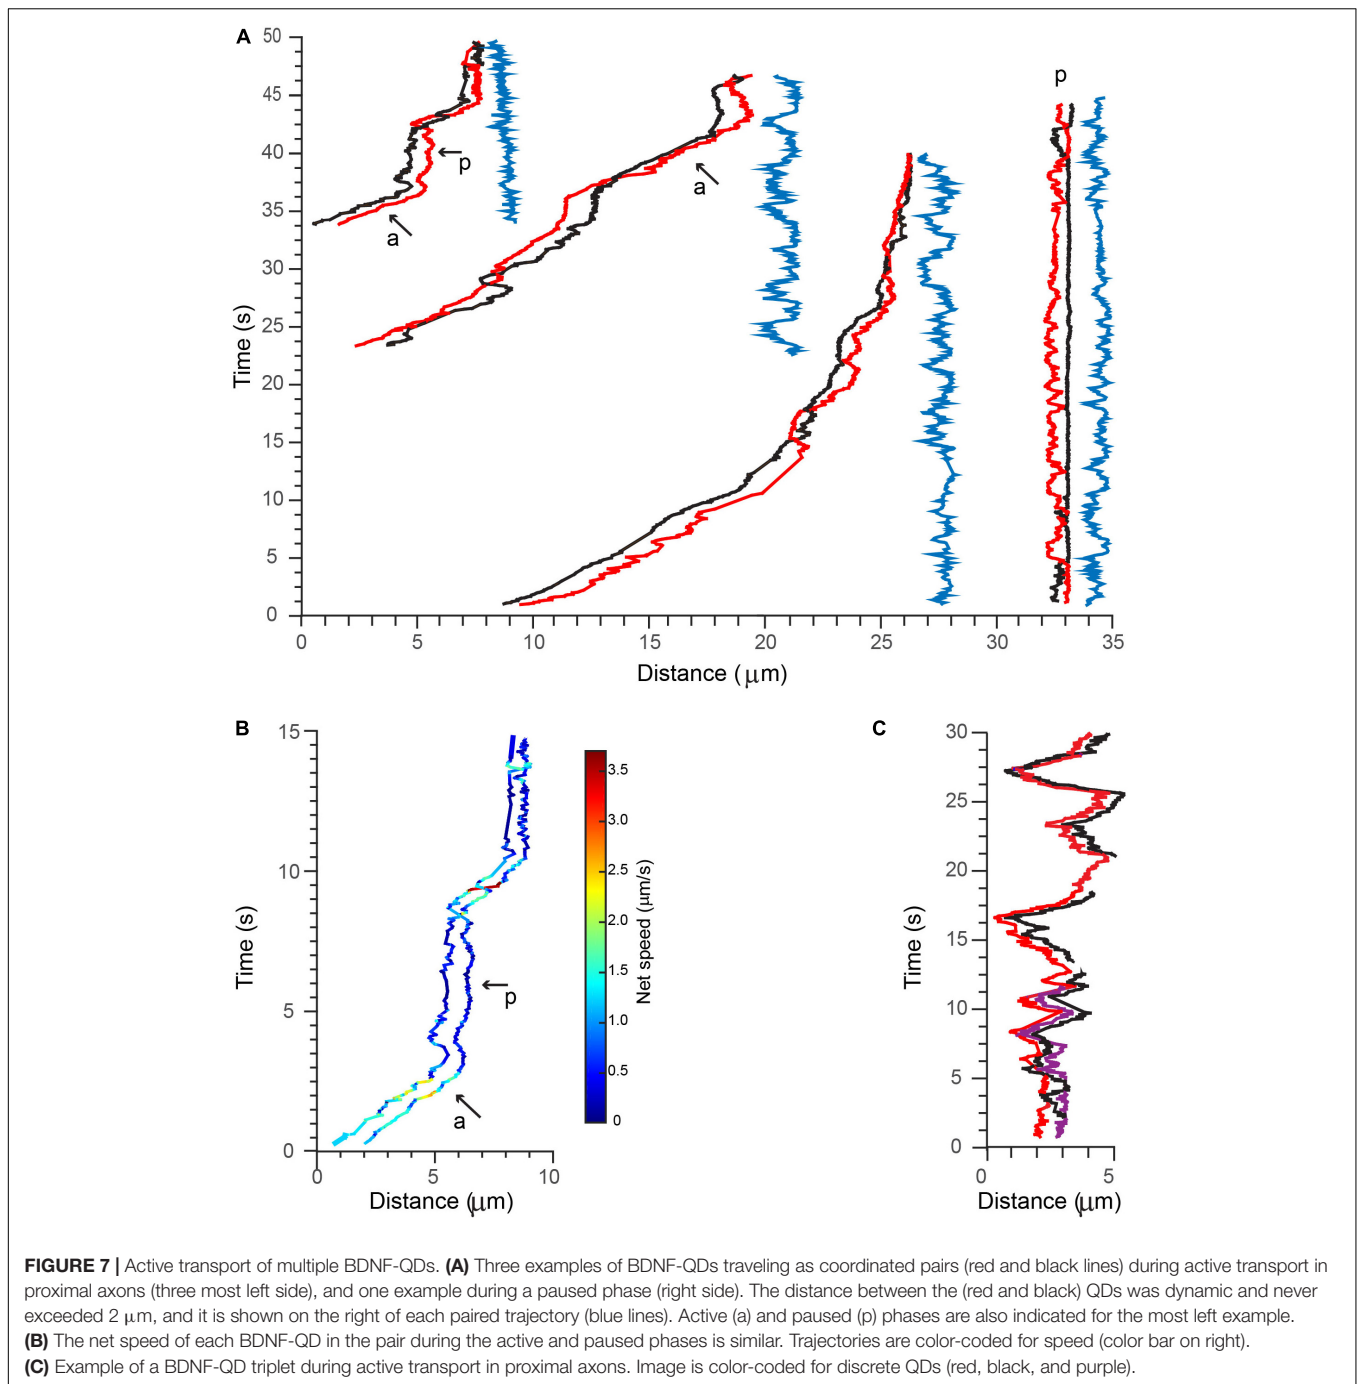 A
50
45
40
35
30
25
20
15
10
5
0
Time (s)
p
a
a
p
0 5 10 15 20 25 30 35
Distance (μm)
B
15
10
5
0
Time (s)
p
a
0 5 10
Distance (μm)
3.5
3.0
2.5
2.0
1.5
1.0
0.5
0
Net speed (μm/s)
C
30
25
20
15
10
5
0
Time (s)
0 5
Distance (μm)
FIGURE 7 | Active transport of multiple BDNF-QDs. (A) Three examples of BDNF-QDs traveling as coordinated pairs (red and black lines) during active transport in
proximal axons (three most left side), and one example during a paused phase (right side). The distance between the (red and black) QDs was dynamic and never
exceeded 2 μm, and it is shown on the right of each paired trajectory (blue lines). Active (a) and paused (p) phases are also indicated for the most left example.
(B) The net speed of each BDNF-QD in the pair during the active and paused phases is similar. Trajectories are color-coded for speed (color bar on right).
(C) Example of a BDNF-QD triplet during active transport in proximal axons. Image is color-coded for discrete QDs (red, black, and purple).